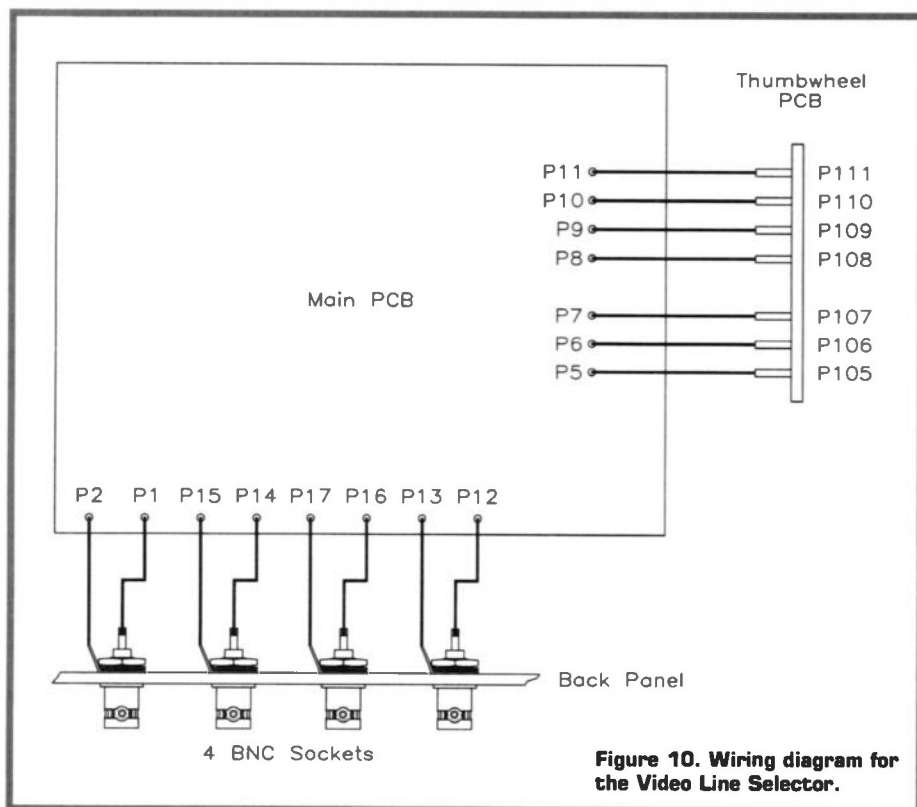 Thumbwheel
PCB
P11 P111
P10 P110
P9 P109
P8 P108
Main PCB
P7 P107
P6 P106
P5 P105
P2 P1 P15 P14 P17 P16 P13 P12
Back Panel
4 BNC Sockets
Figure 10. Wiring diagram for
the Video Line Selector.